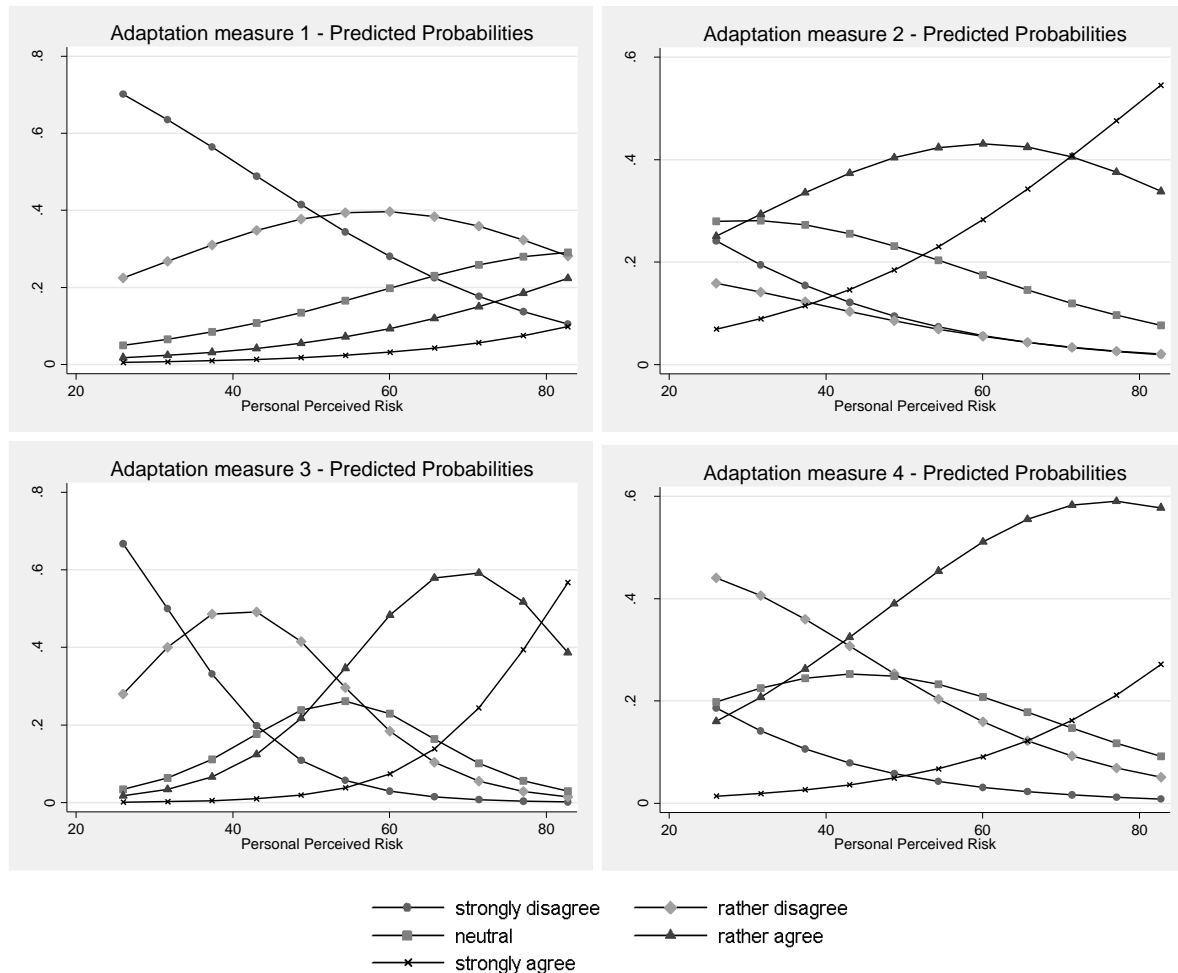 Adaptation measure 1 - Predicted Probabilities
.8
.6
.4
.2
0
20 40 60 80
Personal Perceived Risk
Adaptation measure 2 - Predicted Probabilities
.6
.4
.2
0
20 40 60 80
Personal Perceived Risk
Adaptation measure 3 - Predicted Probabilities
.8
.6
.4
.2
0
20 40 60 80
Personal Perceived Risk
Adaptation measure 4 - Predicted Probabilities
.6
.4
.2
0
20 40 60 80
Personal Perceived Risk
strongly disagree rather disagree
neutral rather agree
strongly agree